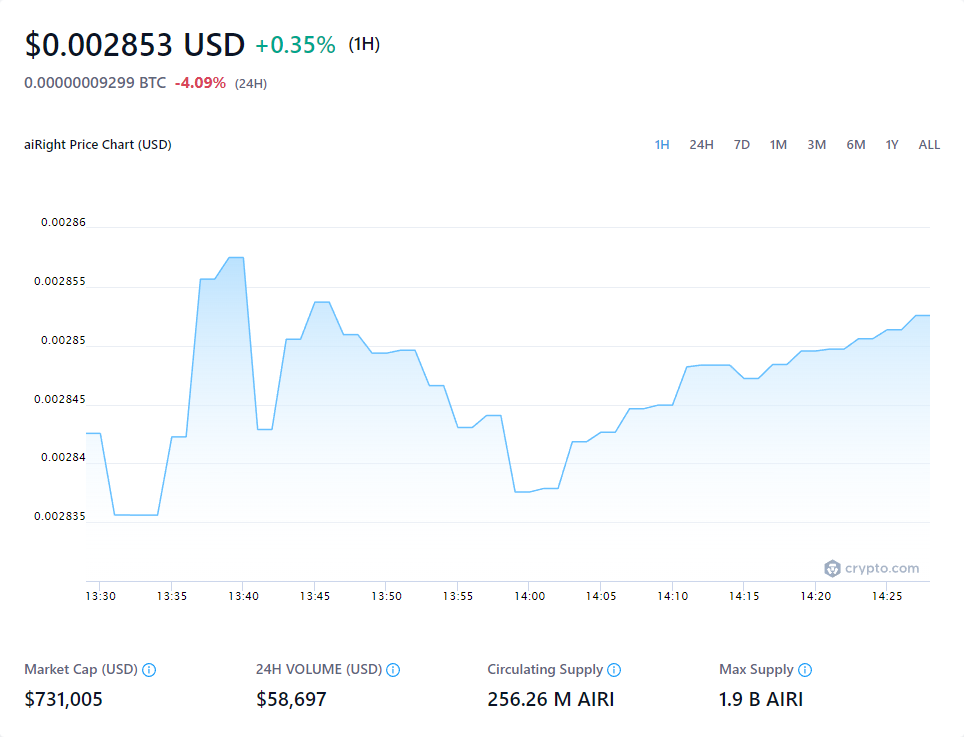 $0.002853 USD +0.35% (1H)
0.00000009299 BTC -4.09% (24H)
aiRight Price Chart (USD)
1H 24H 7D 1M 3M 6M 1Y ALL
0.00286
0.002855
0.00285
0.002845
0.00284
0.002835
crypto.com
13:30 13:35 13:40 13:45 13:50 13:55 14:00 14:05 14:10 14:15 14:20 14:25
Market Cap (USD) 24H VOLUME (USD) Circulating Supply Max Supply
$731,005 $58,697 256.26 M AIRI 1.9 B AIRI